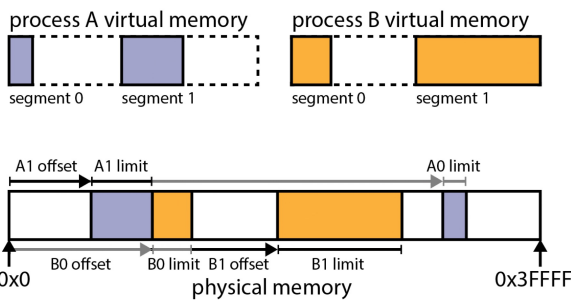 process A virtual memory process B virtual memory
segment 0 segment 1 segment 0 segment 1
A1 offset A1 limit A0 limit
B0 offset B0 limit B1 offset B1 limit
0x0 physical memory 0x3FFFF